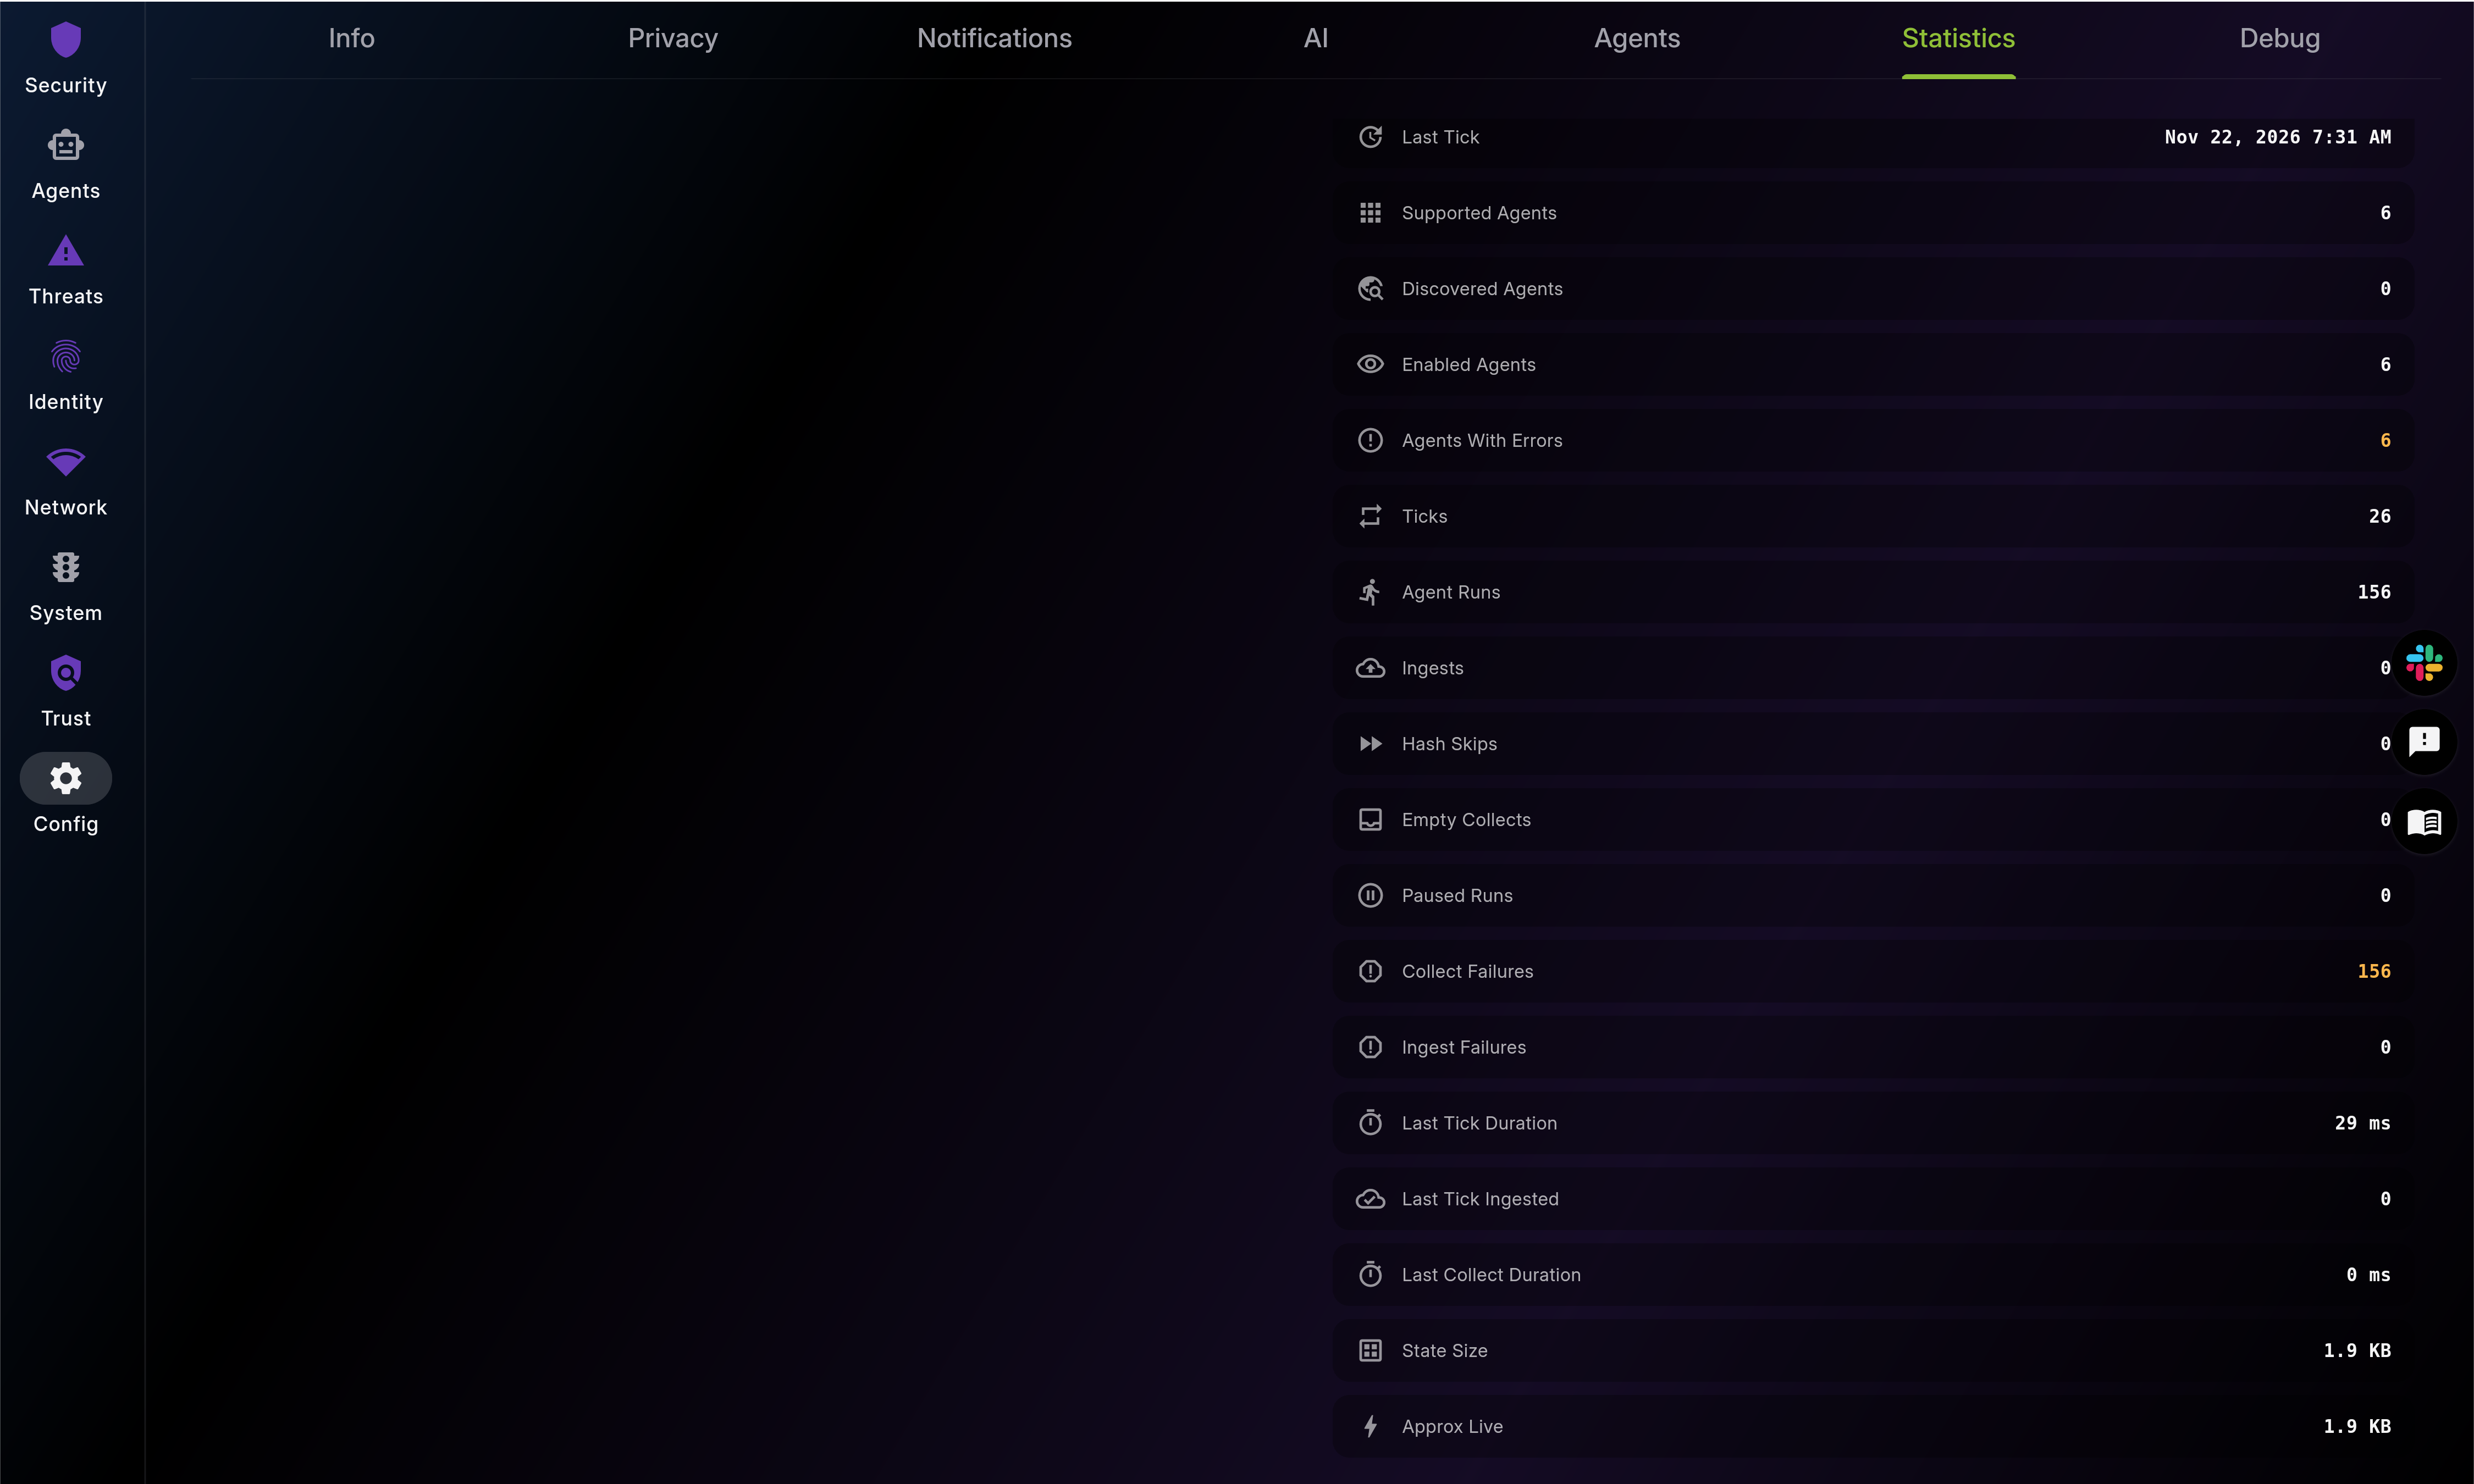 Info Privacy Notifications AI Agents Statistics Debug
Security
Agents
Threats
Identity
Network
System
Trust
Config
Last Tick Nov 22, 2026 7:31 AM
Supported Agents 6
Discovered Agents 0
Enabled Agents 6
Agents With Errors 6
Ticks 26
Agent Runs 156
Ingests 0
Hash Skips 0
Empty Collects 0
Paused Runs 0
Collect Failures 156
Ingest Failures 0
Last Tick Duration 29 ms
Last Tick Ingested 0
Last Collect Duration 0 ms
State Size 1.9 KB
Approx Live 1.9 KB